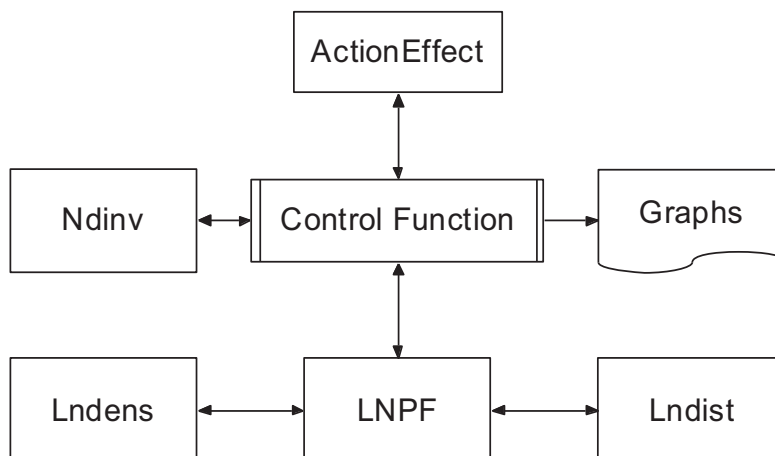 ActionEffect
Ndinv
Control Function
Graphs
Lndens
LNPF
Lndist